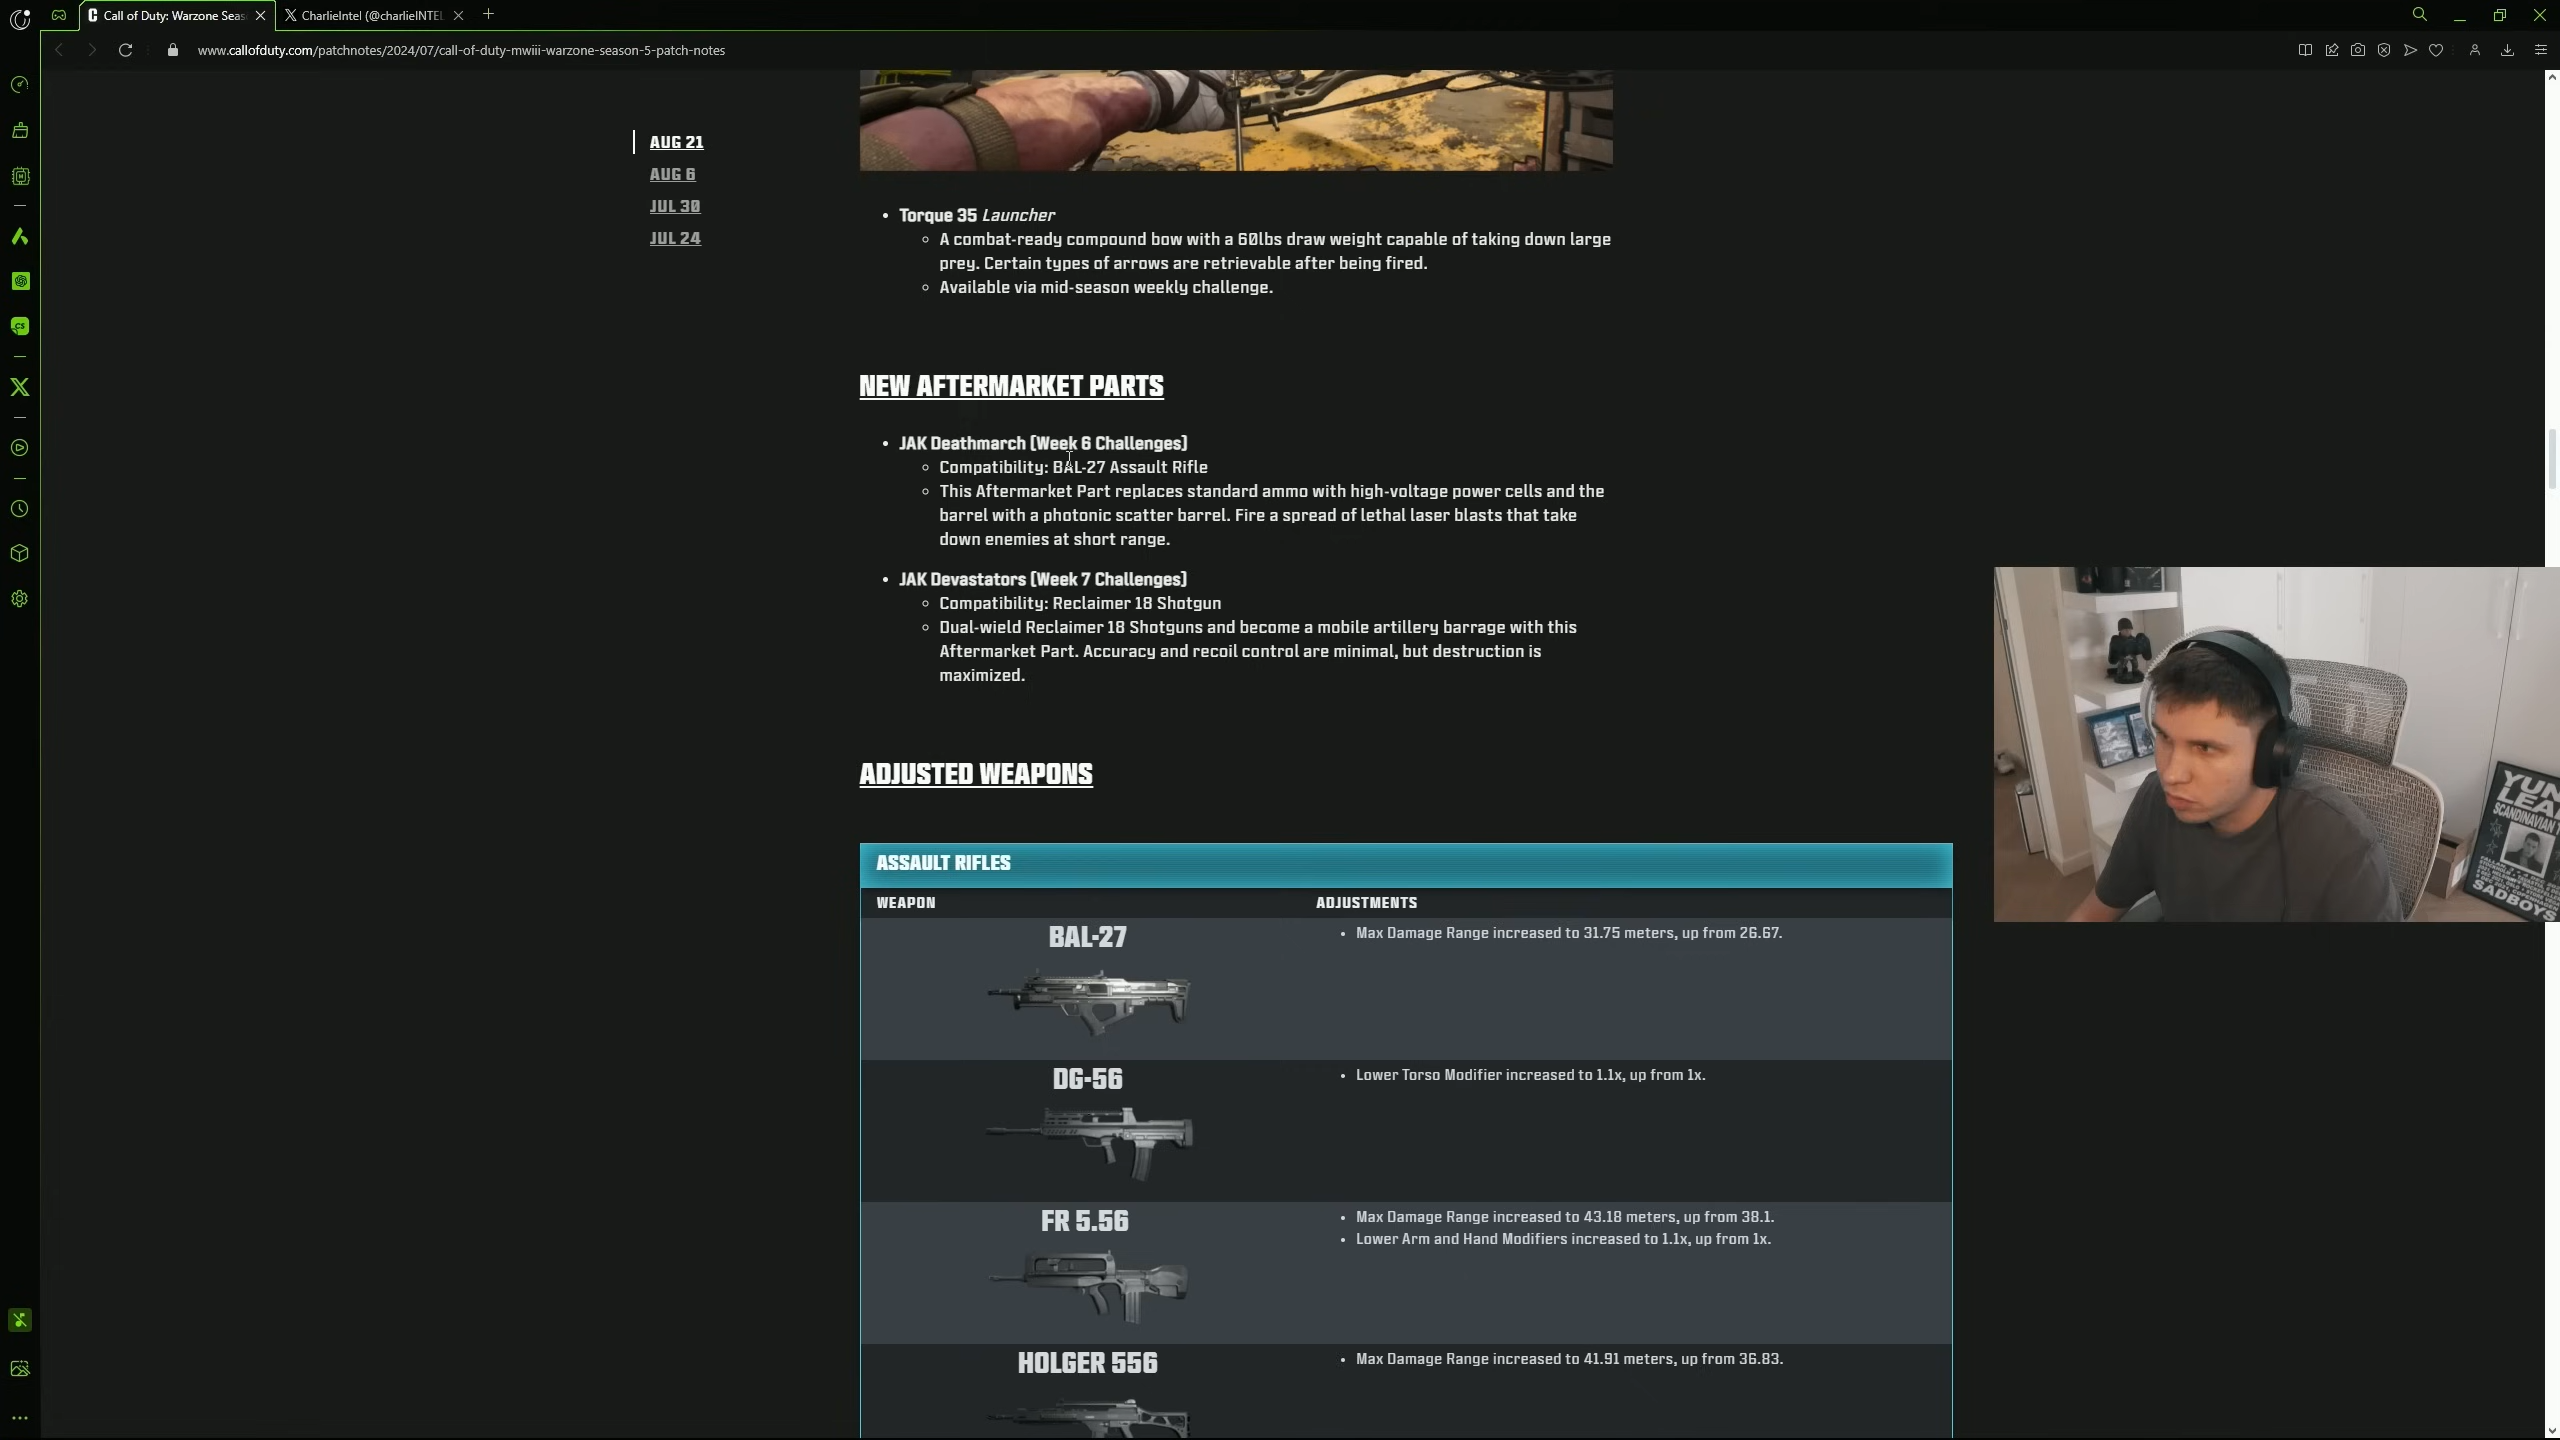 Call of Duty: Warzone Seas
CharlieIntel (@charlieINTEL
www.callofduty.com/patchnotes/2024/07/call-of-duty-mwiii-warzone-season-5-patch-notes
AUG 21
AUG 6
JUL 30
JUL 24
Torque 35 Launcher
A combat-ready compound bow with a 60lbs draw weight capable of taking down large
prey. Certain types of arrows are retrievable after being fired.
Available via mid-season weekly challenge.
NEW AFTERMARKET PARTS
JAK Deathmarch (Week 6 Challenges)
Compatibility: BAL-27 Assault Rifle
This Aftermarket Part replaces standard ammo with high-voltage power cells and the
barrel with a photonic scatter barrel. Fire a spread of lethal laser blasts that take
down enemies at short range.
JAK Devastators (Week 7 Challenges)
Compatibility: Reclaimer 18 Shotgun
Dual-wield Reclaimer 18 Shotguns and become a mobile artillery barrage with this
Aftermarket Part. Accuracy and recoil control are minimal, but destruction is
maximized.
ADJUSTED WEAPONS
ASSAULT RIFLES
WEAPON ADJUSTMENTS
BAL-27
Max Damage Range increased to 31.75 meters, up from 26.67.
DG-56
Lower Torso Modifier increased to 1.1x, up from 1x.
FR 5.56
Max Damage Range increased to 43.18 meters, up from 38.1.
Lower Arm and Hand Modifiers increased to 1.1x, up from 1x.
HOLGER 556
Max Damage Range increased to 41.91 meters, up from 36.83.
YUN
LEA
SCANDINAVIAN
SADBOYS